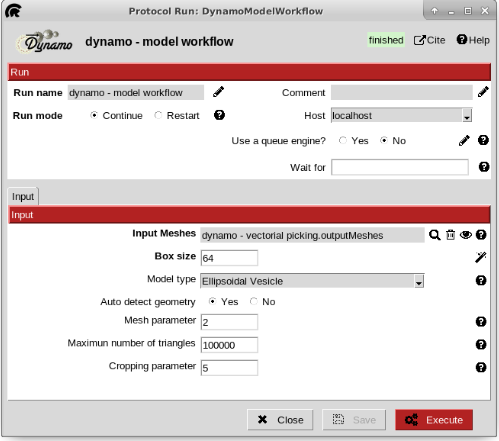 Protocol Run: DynamoModelWorkflow
Dynamo dynamo - model workflow finished Cite Help
Run
Run name dynamo - model workflow Comment
Run mode Continue Restart Host localhost
Use a queue engine? Yes No
Wait for
Input
Input
Input Meshes dynamo - vectorial picking.outputMeshes
Box size 64
Model type Ellipsoidal Vesicle
Auto detect geometry Yes No
Mesh parameter 2
Maximun number of triangles 100000
Cropping parameter 5
Close Save Execute